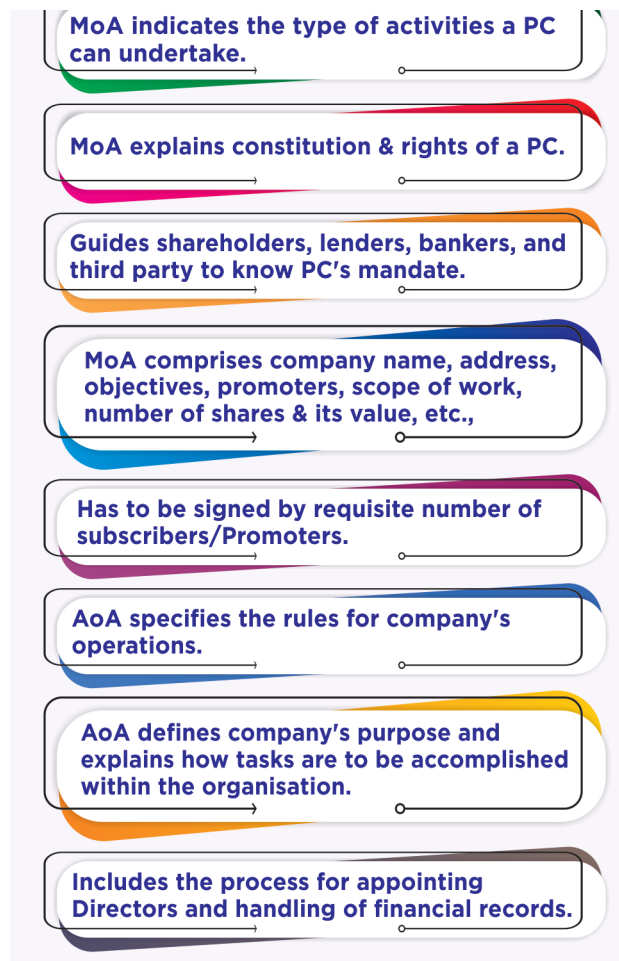 MoA indicates the type of activities a PC
can undertake.
MoA explains constitution & rights of a PC.
Guides shareholders, lenders, bankers, and
third party to know PC's mandate.
MoA comprises company name, address,
objectives, promoters, scope of work,
number of shares & its value, etc.,
Has to be signed by requisite number of
subscribers/Promoters.
AoA specifies the rules for company's
operations.
AoA defines company's purpose and
explains how tasks are to be accomplished
within the organisation.
Includes the process for appointing
Directors and handling of financial records.